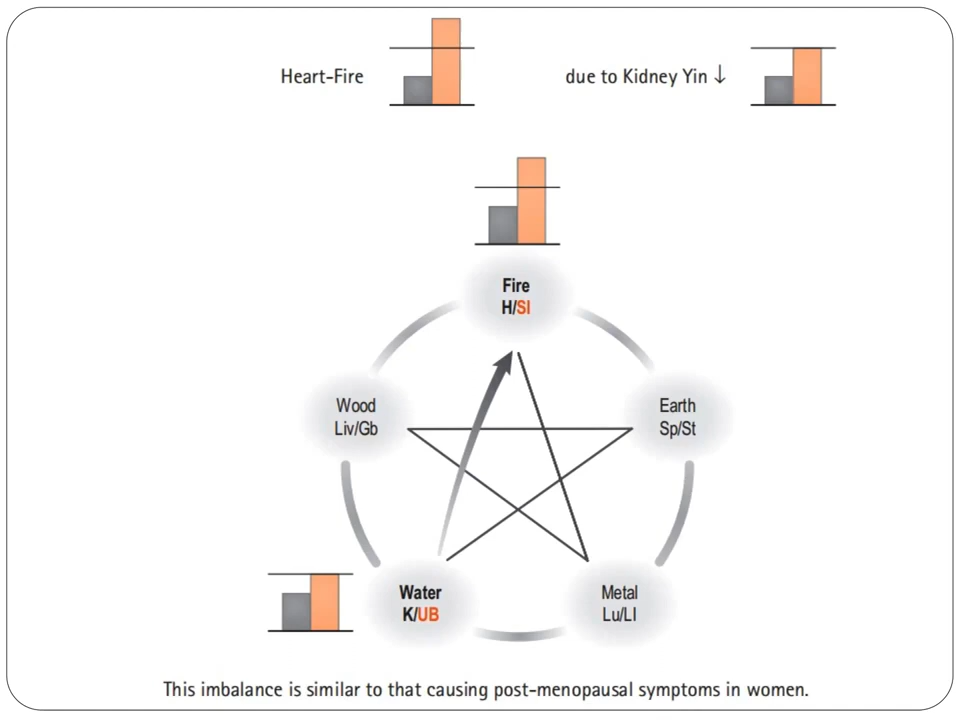 Heart-Fire
due to Kidney Yin ↓
Fire
H/SI
Wood
Liv/Gb
Earth
Sp/St
Water
K/UB
Metal
Lu/LI
This imbalance is similar to that causing post-menopausal symptoms in women.